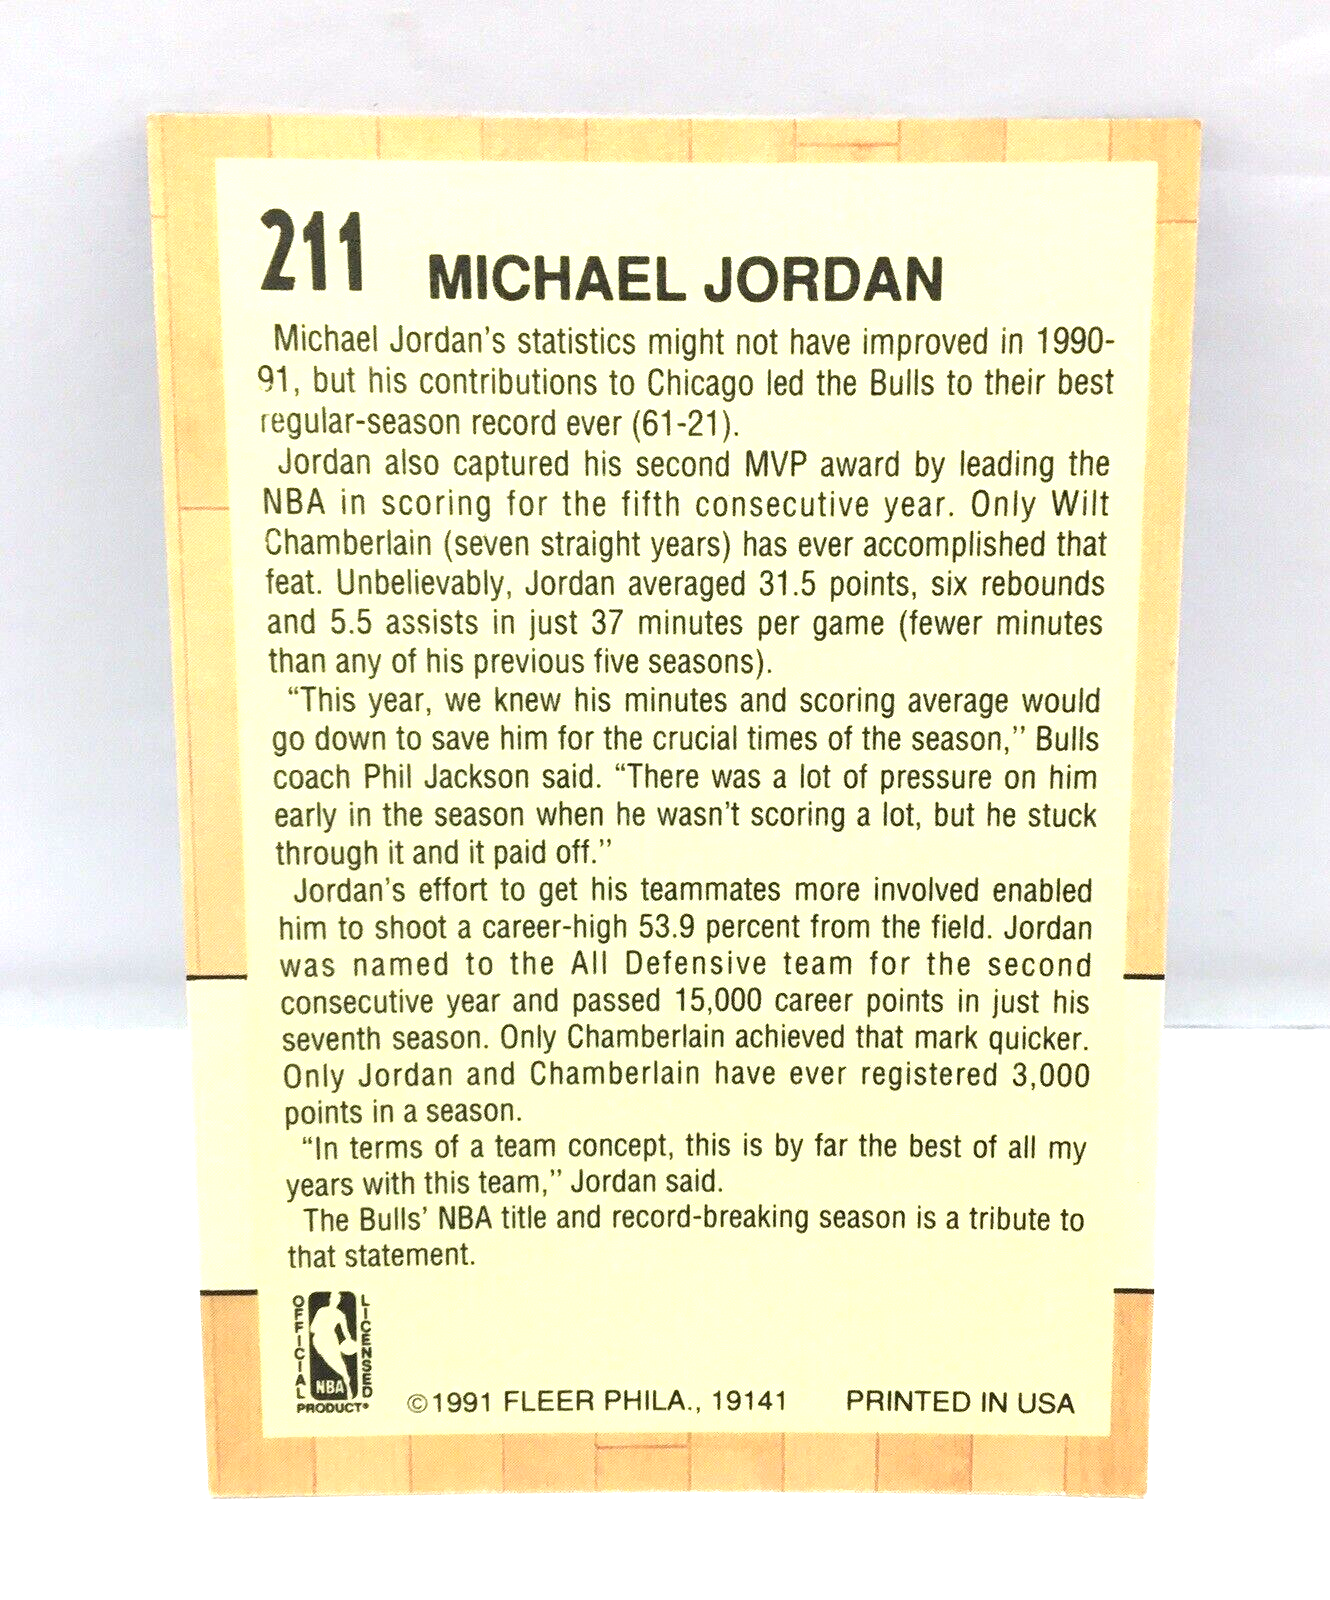 211
MICHAEL JORDAN
Michael Jordan's statistics might not have improved in 1990-
91, but his contributions to Chicago led the Bulls to their best
regular-season record ever (61-21).
Jordan also captured his second MVP award by leading the
NBA in scoring for the fifth consecutive year. Only Wilt
Chamberlain (seven straight years) has ever accomplished that
feat. Unbelievably, Jordan averaged 31.5 points, six rebounds
and 5.5 assists in just 37 minutes per game (fewer minutes
than any of his previous five seasons).
"This year, we knew his minutes and scoring average would
go down to save him for the crucial times of the season," Bulls
coach Phil Jackson said. "There was a lot of pressure on him
early in the season when he wasn't scoring a lot, but he stuck
through it and it paid off."
Jordan's effort to get his teammates more involved enabled
him to shoot a career-high 53.9 percent from the field. Jordan
was named to the All Defensive team for the second
consecutive year and passed 15,000 career points in just his
seventh season. Only Chamberlain achieved that mark quicker.
Only Jordan and Chamberlain have ever registered 3,000
points in a season.
"In terms of a team concept, this is by far the best of all my
years with this team," Jordan said.
The Bulls' NBA title and record-breaking season is a tribute to
that statement.
OFFICIAL
LICENSED
NBA
PRODUCT®
©1991 FLEER PHILA., 19141 PRINTED IN USA